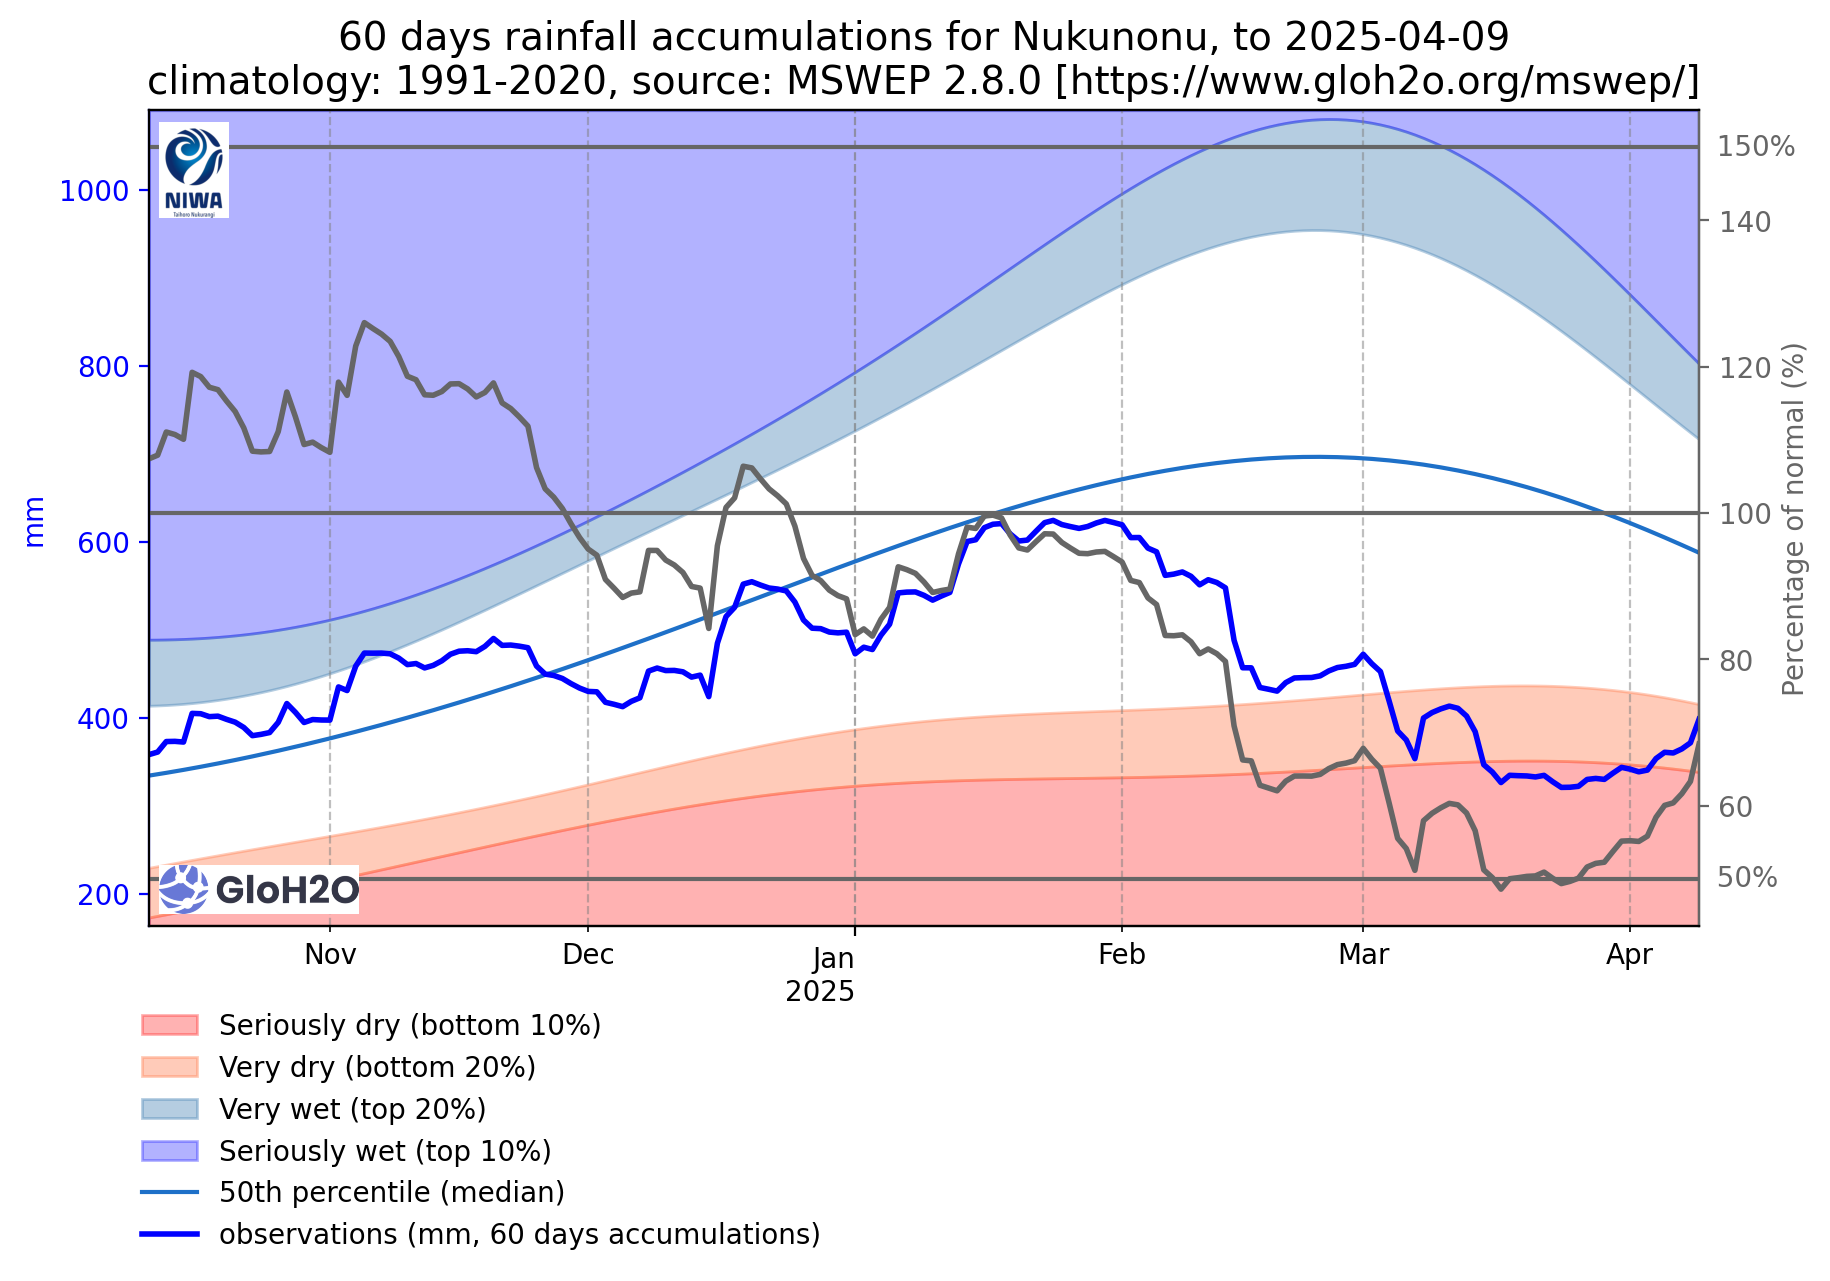 60 days rainfall accumulations for Nukunonu, to 2025-04-09
climatology: 1991-2020, source: MSWEP 2.8.0 [https://www.gloh2o.org/mswep/]
NIWA
Taihoro Nukurangi
1000
800
600
400
200
mm
150%
140
120
100
80
60
50%
Percentage of normal (%)
GloH2O
Nov
Dec
Jan
2025
Feb
Mar
Apr
Seriously dry (bottom 10%)
Very dry (bottom 20%)
Very wet (top 20%)
Seriously wet (top 10%)
50th percentile (median)
observations (mm, 60 days accumulations)